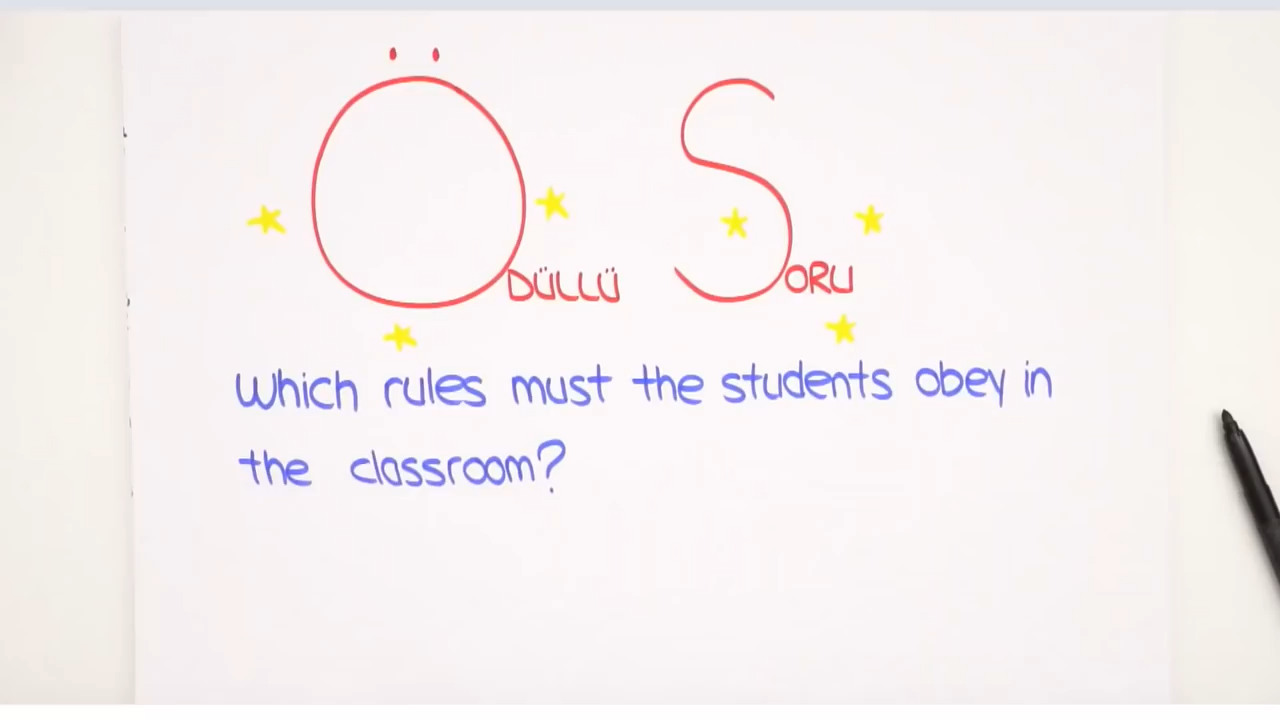 ÖDÜLLÜ SORU
Which rules must the students obey in
the classroom?